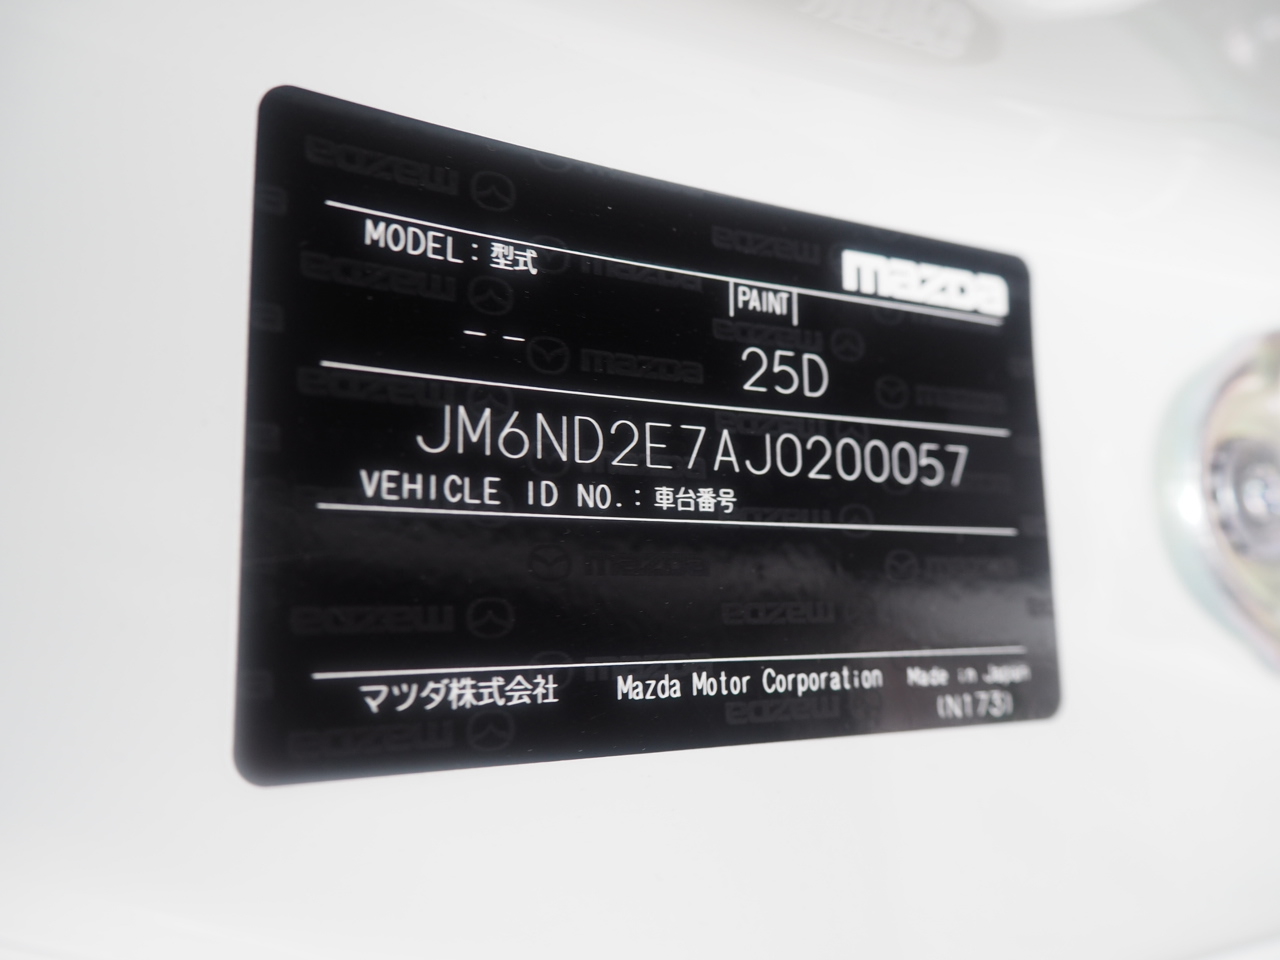 mazda
MODEL: 型式
PAINT
-- 25D
JM6ND2E7AJ0200057
VEHICLE ID NO.: 車台番号
マツダ株式会社 Mazda Motor Corporation Made in Japan
(N173)